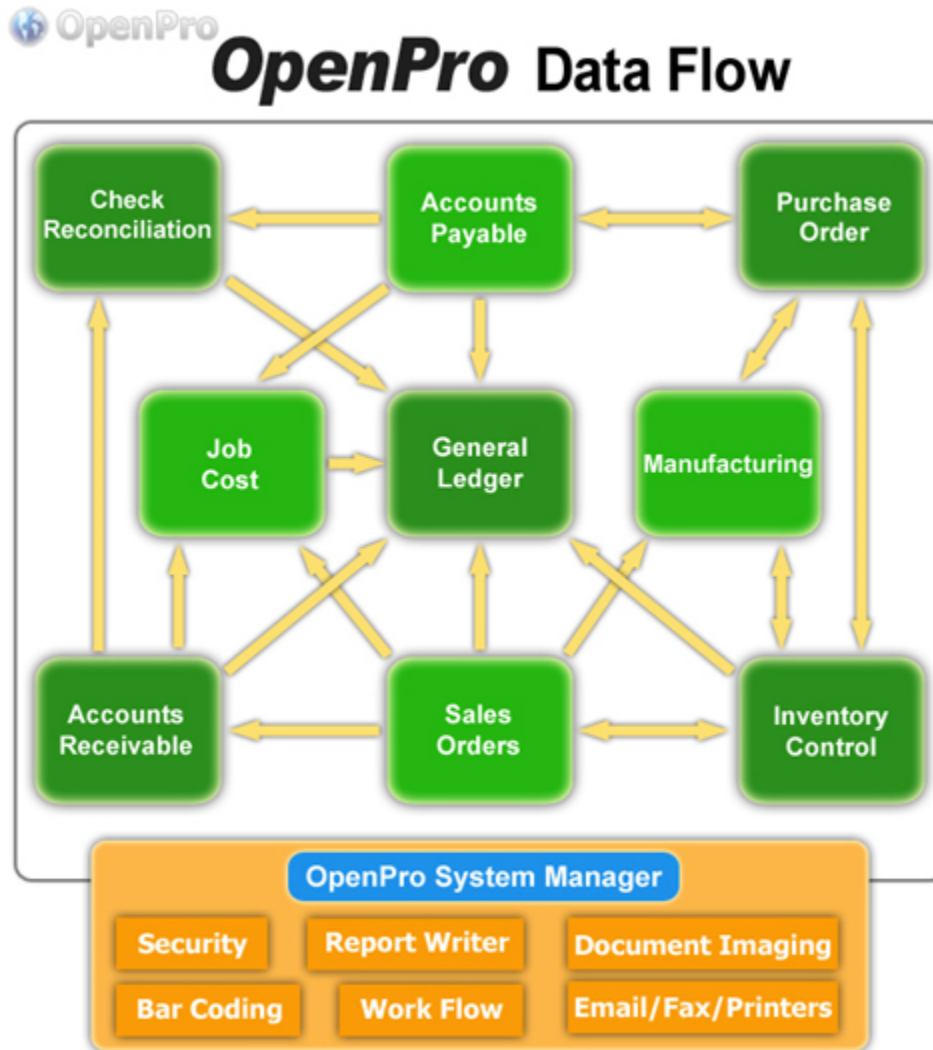 OpenPro
OpenPro Data Flow
Check
Reconciliation
Accounts
Payable
Purchase
Order
Job
Cost
General
Ledger
Manufacturing
Accounts
Receivable
Sales
Orders
Inventory
Control
OpenPro System Manager
Security
Report Writer
Document Imaging
Bar Coding
Work Flow
Email/Fax/Printers